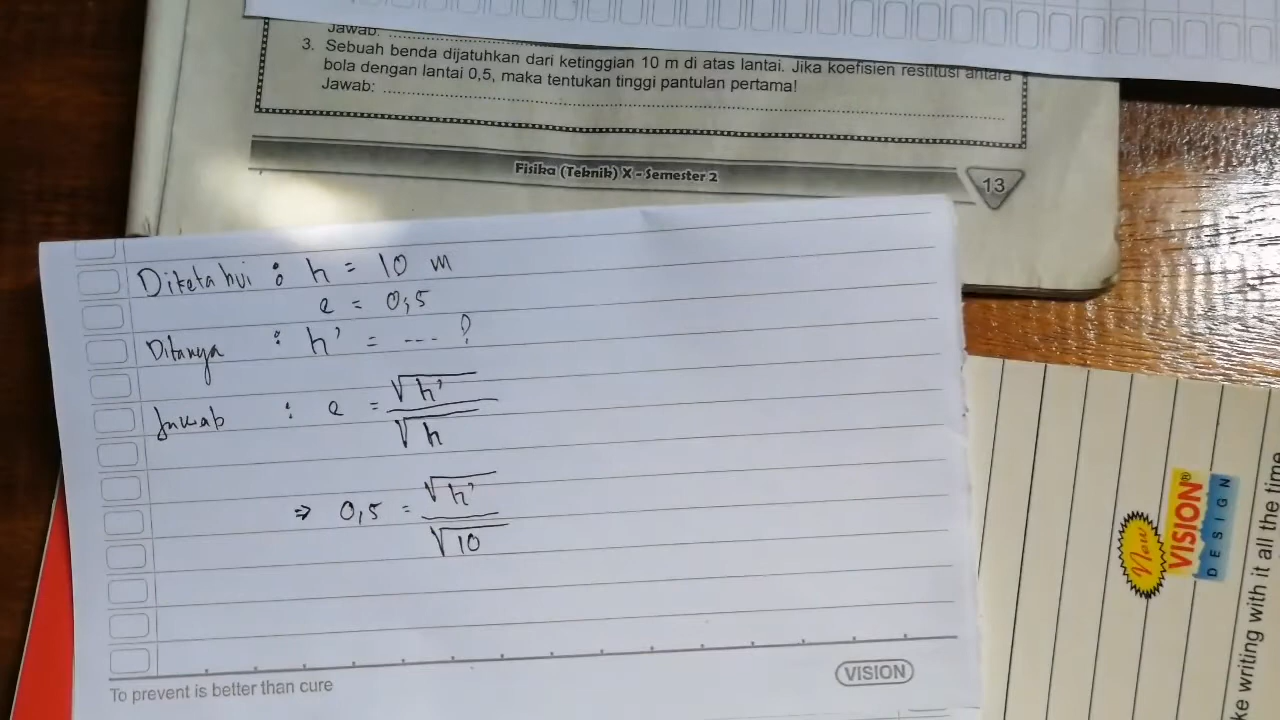 Jawab:
3. Sebuah benda dijatuhkan dari ketinggian 10 m di atas lantai. Jika koefisien restitusi antara
bola dengan lantai 0,5, maka tentukan tinggi pantulan pertama!
Jawab:
Fisika (Teknik) X - Semester 2
13
Diketahui : h = 10 m
e = 0,5
Ditanya : h' = --- ?
Jawab : e = √h' / √h
⇒ 0,5 = √h' / √10
To prevent is better than cure
VISION
New
VISION®
DESIGN
ke writing with it all the time